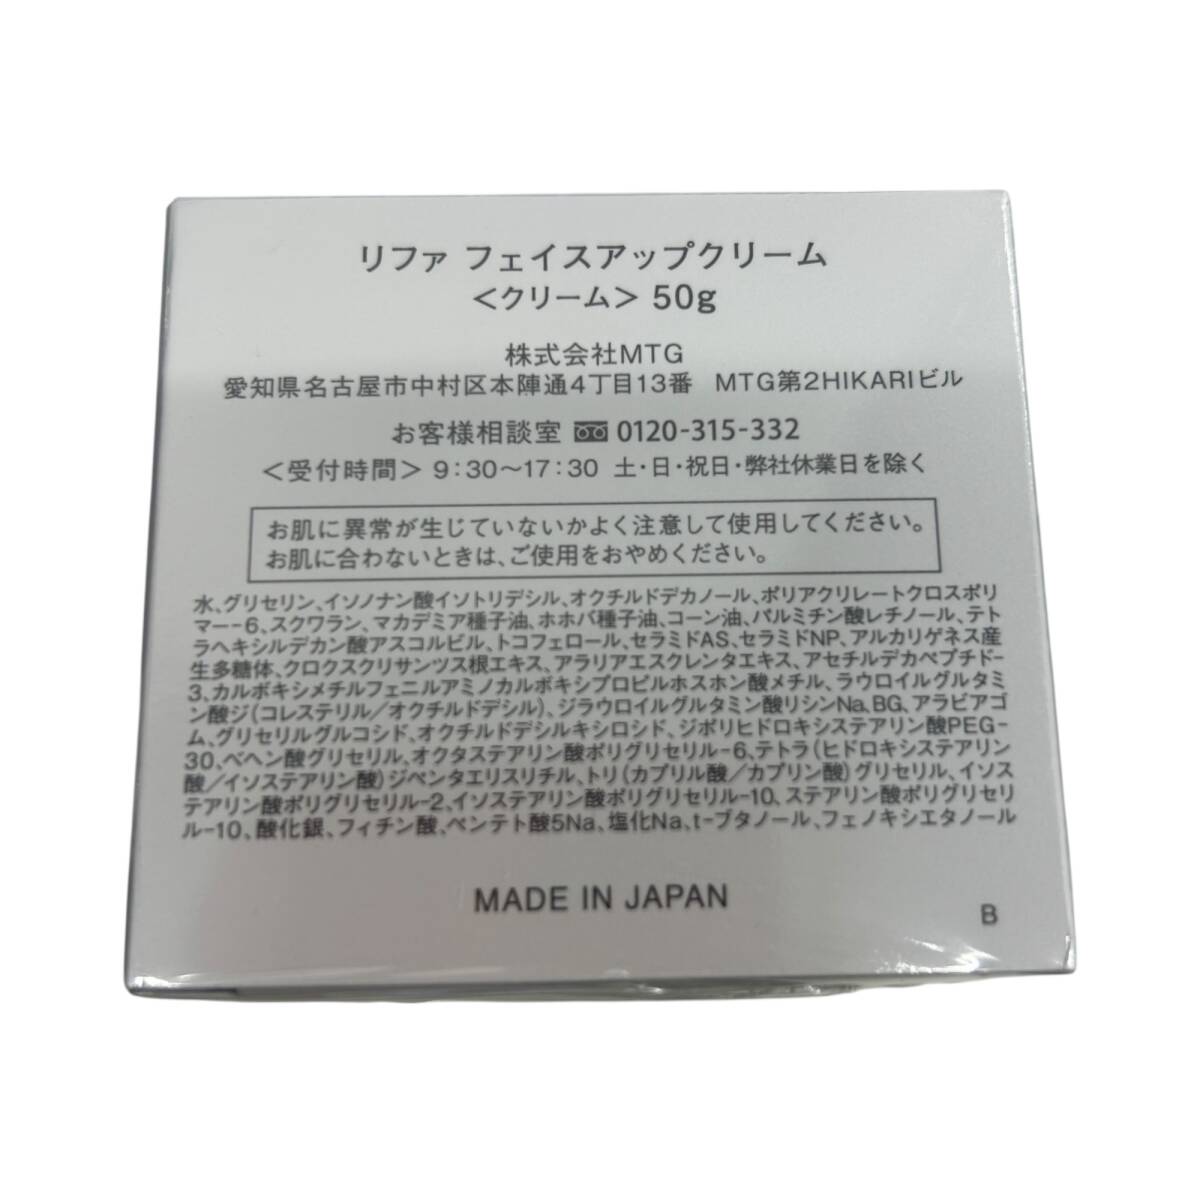 リファ フェイスアップクリーム
＜クリーム＞ 50g
株式会社MTG
愛知県名古屋市中村区本陣通4丁目13番 MTG第2HIKARIビル
お客様相談室 0120-315-332
＜受付時間＞ 9：30～17：30 土・日・祝日・弊社休業日を除く
お肌に異常が生じていないかよく注意して使用してください。
お肌に合わないときは、ご使用をおやめください。
水、グリセリン、イソノナン酸イソトリデシル、オクチルドデカノール、ポリアクリレートクロスポリ
マー-6、スクワラン、マカデミア種子油、ホホバ種子油、コーン油、パルミチン酸レチノール、テト
ラヘキシルデカン酸アスコルビル、トコフェロール、セラミドAS、セラミドNP、アルカリゲネス産
生多糖体、クロクスクリサンツス根エキス、アラリアエスクレンタエキス、アセチルデカペプチド-
3、カルボキシメチルフェニルアミノカルボキシプロピルホスホン酸メチル、ラウロイルグルタミ
ン酸ジ（コレステリル／オクチルドデシル）、ジラウロイルグルタミン酸リシンNa、BG、アラビアゴ
ム、グリセリルグルコシド、オクチルドデシルキシロシド、ジポリヒドロキシステアリン酸PEG-
30、ベヘン酸グリセリル、オクタステアリン酸ポリグリセリル-6、テトラ（ヒドロキシステアリン
酸／イソステアリン酸）ジペンタエリスリチル、トリ（カプリル酸／カプリン酸）グリセリル、イソス
テアリン酸ポリグリセリル-2、イソステアリン酸ポリグリセリル-10、ステアリン酸ポリグリセリ
ル-10、酸化銀、フィチン酸、ペンテト酸5Na、塩化Na、t-ブタノール、フェノキシエタノール
MADE IN JAPAN
B